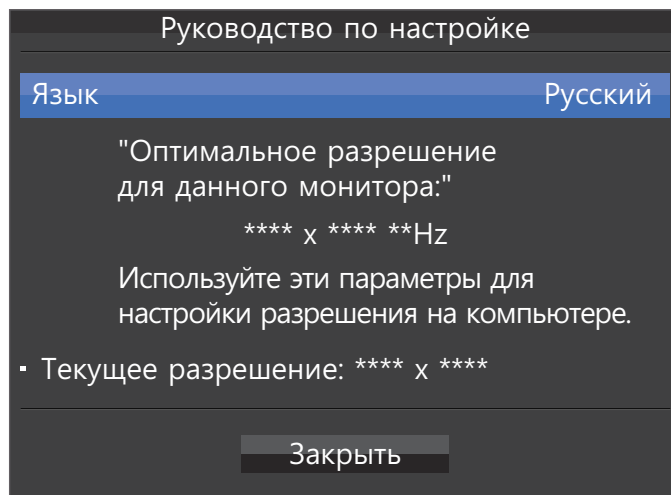 Руководство по настройке
Язык Русский
"Оптимальное разрешение
для данного монитора:"
**** x **** **Hz
Используйте эти параметры для
настройки разрешения на компьютере.
Текущее разрешение: **** x ****
Закрыть